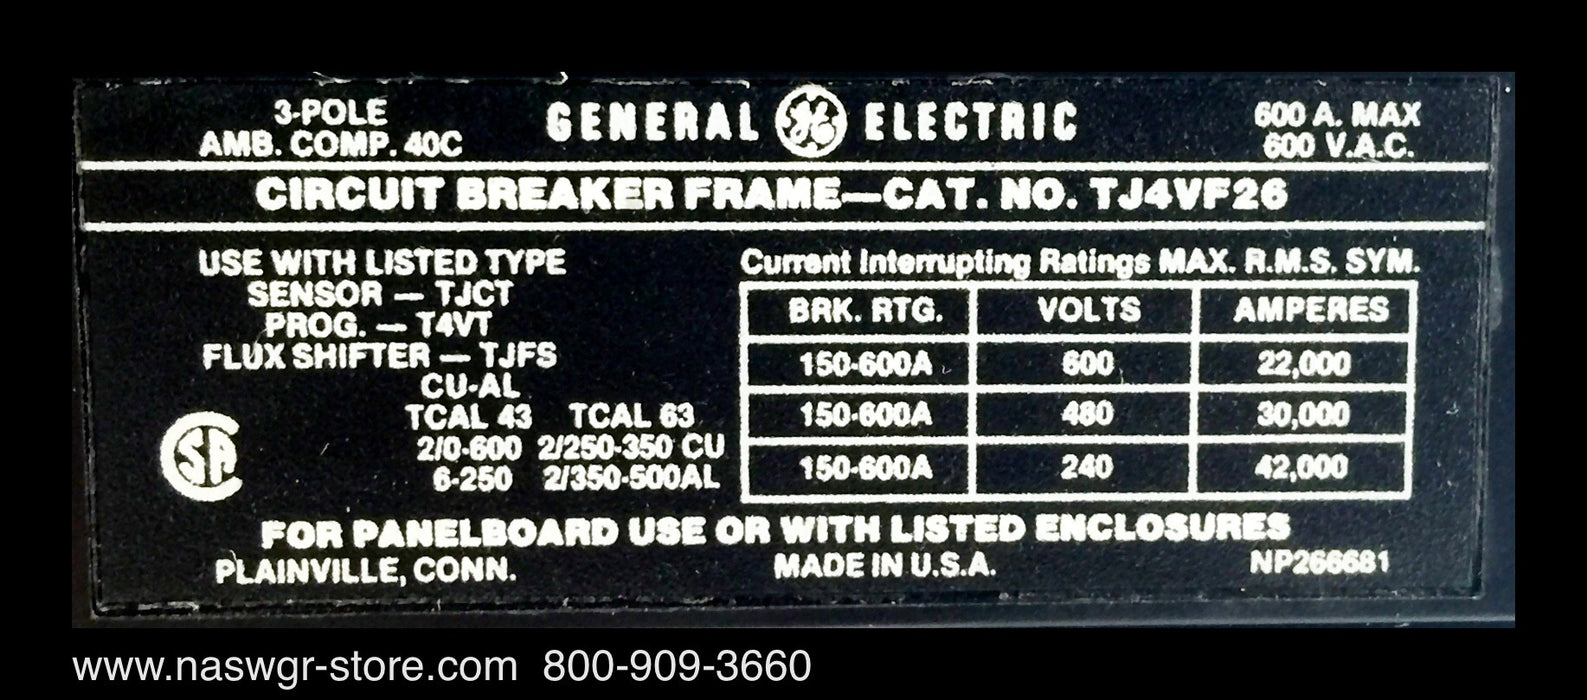 3-POLE
AMB. COMP. 40C
GENERAL GE ELECTRIC
600 A. MAX
600 V.A.C.
CIRCUIT BREAKER FRAME—CAT. NO. TJ4VF26
USE WITH LISTED TYPE
SENSOR — TJCT
PROG. — T4VT
FLUX SHIFTER — TJFS
CU-AL
TCAL 43 TCAL 63
2/0-600 2/250-350 CU
6-250 2/350-500AL
SA
Current Interrupting Ratings MAX. R.M.S. SYM.
BRK. RTG. VOLTS AMPERES
150-600A 600 22,000
150-600A 480 30,000
150-600A 240 42,000
FOR PANELBOARD USE OR WITH LISTED ENCLOSURES
PLAINVILLE, CONN. MADE IN U.S.A. NP266681
www.naswgr-store.com 800-909-3660